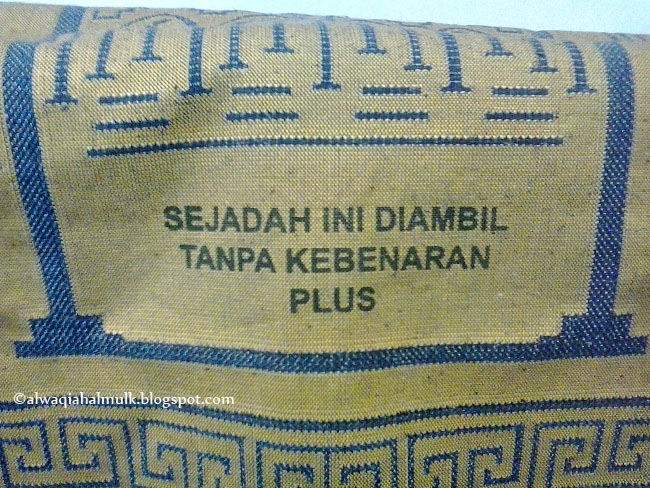 SEJADAH INI DIAMBIL
TANPA KEBENARAN
PLUS
©alwaqiahalmulk.blogspot.com